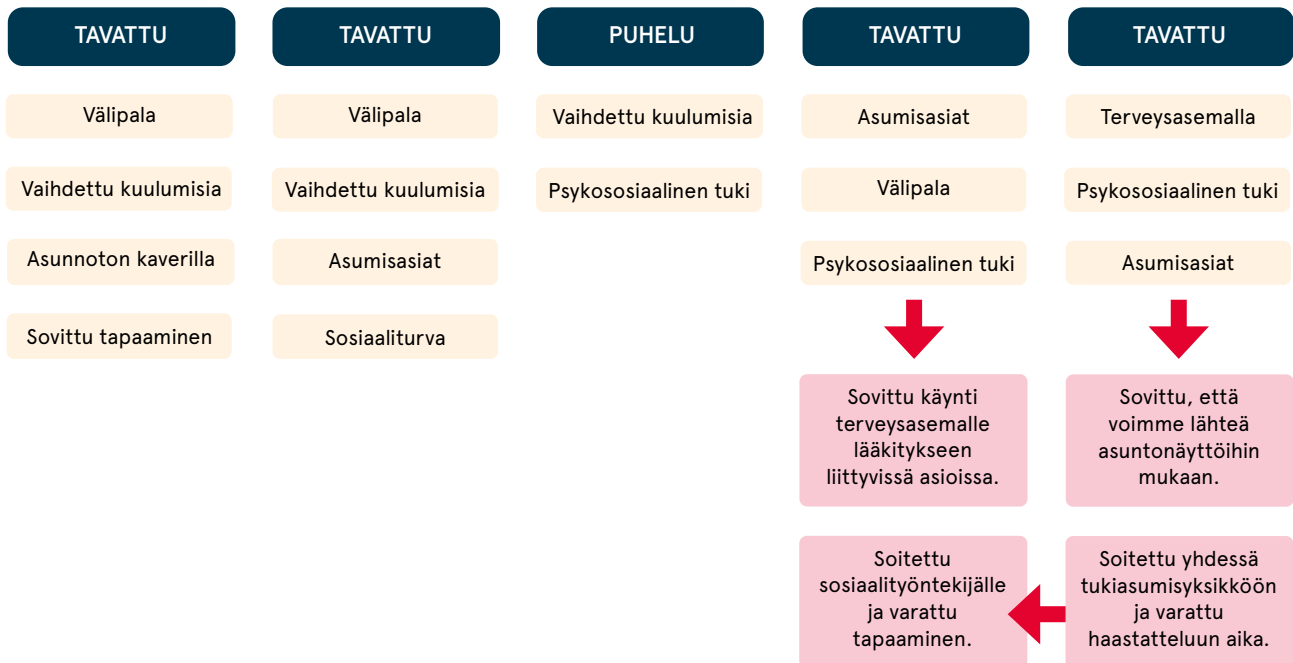 TAVATTU
Välipala
Vaihdettu kuulumisia
Asunnoton kaverilla
Sovittu tapaaminen
TAVATTU
Välipala
Vaihdettu kuulumisia
Asumisasiat
Sosiaaliturva
PUHELU
Vaihdettu kuulumisia
Psykososiaalinen tuki
TAVATTU
Asumisasiat
Välipala
Psykososiaalinen tuki
Sovittu käynti
terveysasemalle
lääkitykseen
liittyvissä asioissa.
TAVATTU
Terveysasemalla
Psykososiaalinen tuki
Asumisasiat
Sovittu, että
voimme lähteä
asuntonäyttöihin
mukaan.
Soitettu yhdessä
tukiasumisyksikköön
ja varattu
haastatteluun aika.
Soitettu
sosiaalityöntekijälle
ja varattu
tapaaminen.